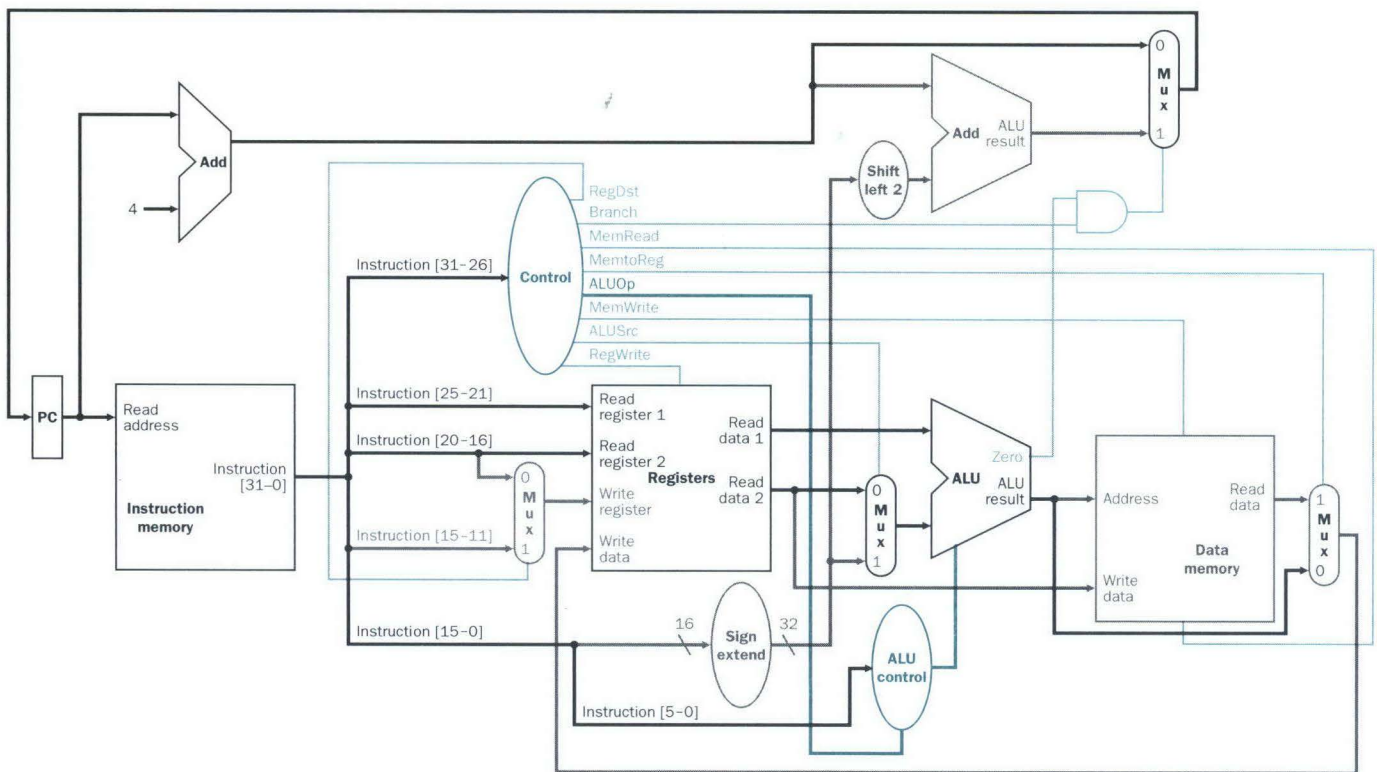 0
M
u
x
1
Add
ALU
result
Add
Shift
left 2
4
RegDst
Branch
MemRead
MemtoReg
ALUOp
MemWrite
ALUSrc
RegWrite
Control
Instruction [31–26]
PC
Read
address
Instruction
[31–0]
Instruction
memory
Instruction [25–21]
Instruction [20–16]
Instruction [15–11]
0
M
u
x
1
Read
register 1
Read
register 2
Registers
Write
register
Write
data
Read
data 1
Read
data 2
0
M
u
x
1
Zero
ALU
ALU
result
Address
Read
data
Data
memory
Write
data
1
M
u
x
0
Instruction [15–0]
16
Sign
extend
32
ALU
control
Instruction [5–0]